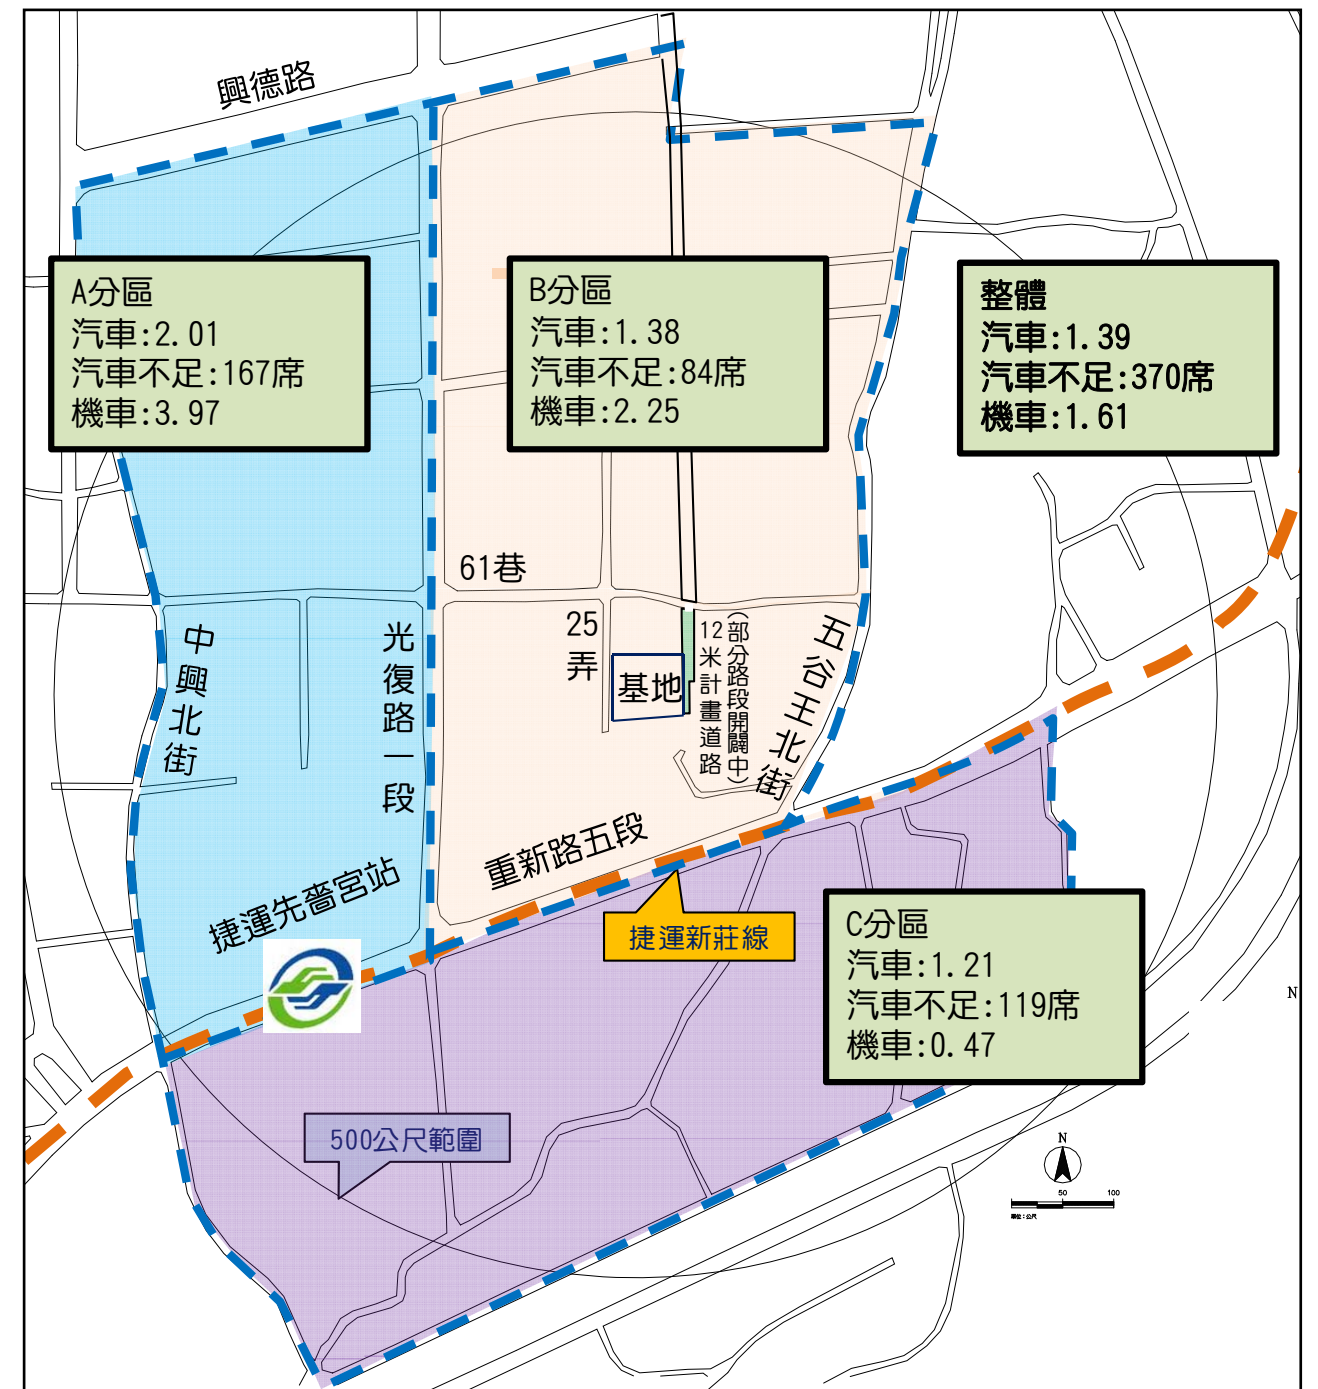 興德路
A分區
汽車:2.01
汽車不足:167席
機車:3.97
B分區
汽車:1.38
汽車不足:84席
機車:2.25
整體
汽車:1.39
汽車不足:370席
機車:1.61
61巷
25弄
基地
12米計畫道路
(部分路段開闢中)
五谷王北街
中興北街
光復路一段
重新路五段
捷運先嗇宮站
捷運新莊線
C分區
汽車:1.21
汽車不足:119席
機車:0.47
N
500公尺範圍
N
50 100
單位：公尺